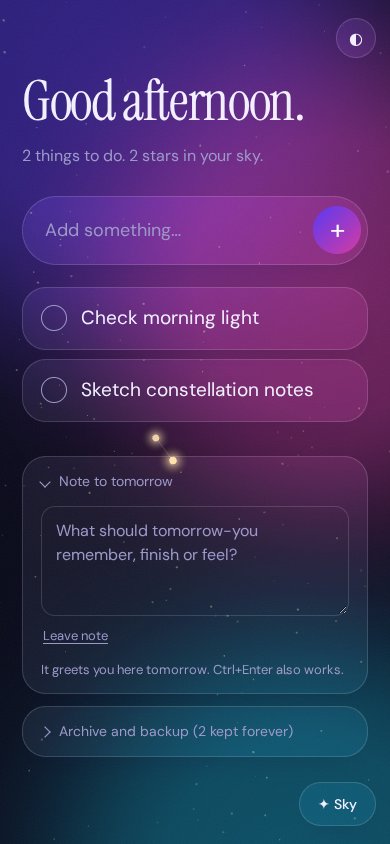 Good afternoon.
2 things to do. 2 stars in your sky.
Add something...
+
Check morning light
Sketch constellation notes
Note to tomorrow
What should tomorrow-you
remember, finish or feel?
Leave note
It greets you here tomorrow. Ctrl+Enter also works.
Archive and backup (2 kept forever)
✦ Sky